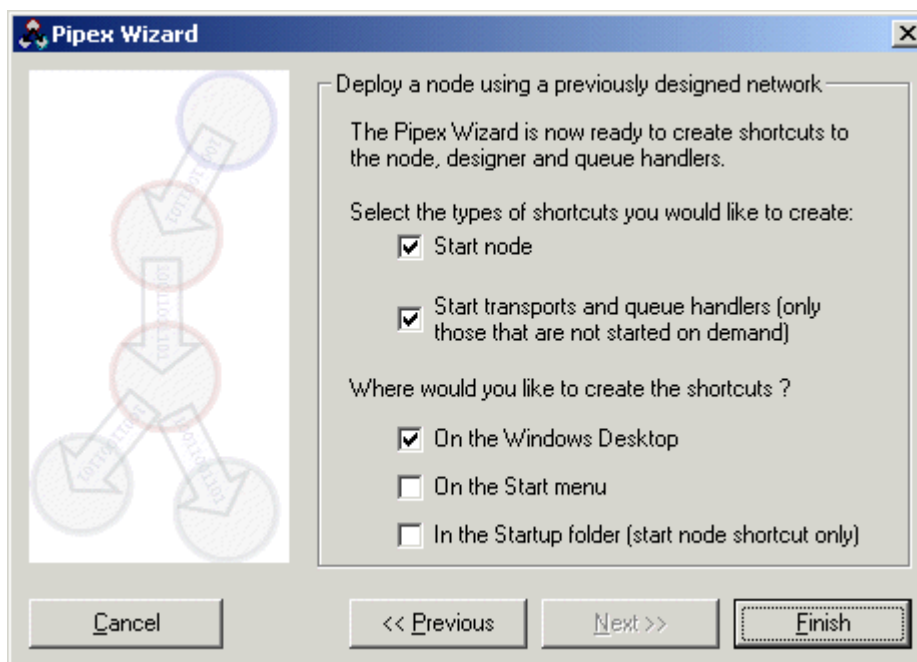 Pipex Wizard
Deploy a node using a previously designed network
The Pipex Wizard is now ready to create shortcuts to
the node, designer and queue handlers.
Select the types of shortcuts you would like to create:
Start node
Start transports and queue handlers (only
those that are not started on demand)
Where would you like to create the shortcuts ?
On the Windows Desktop
On the Start menu
In the Startup folder (start node shortcut only)
Cancel
<< Previous
Next >>
Finish